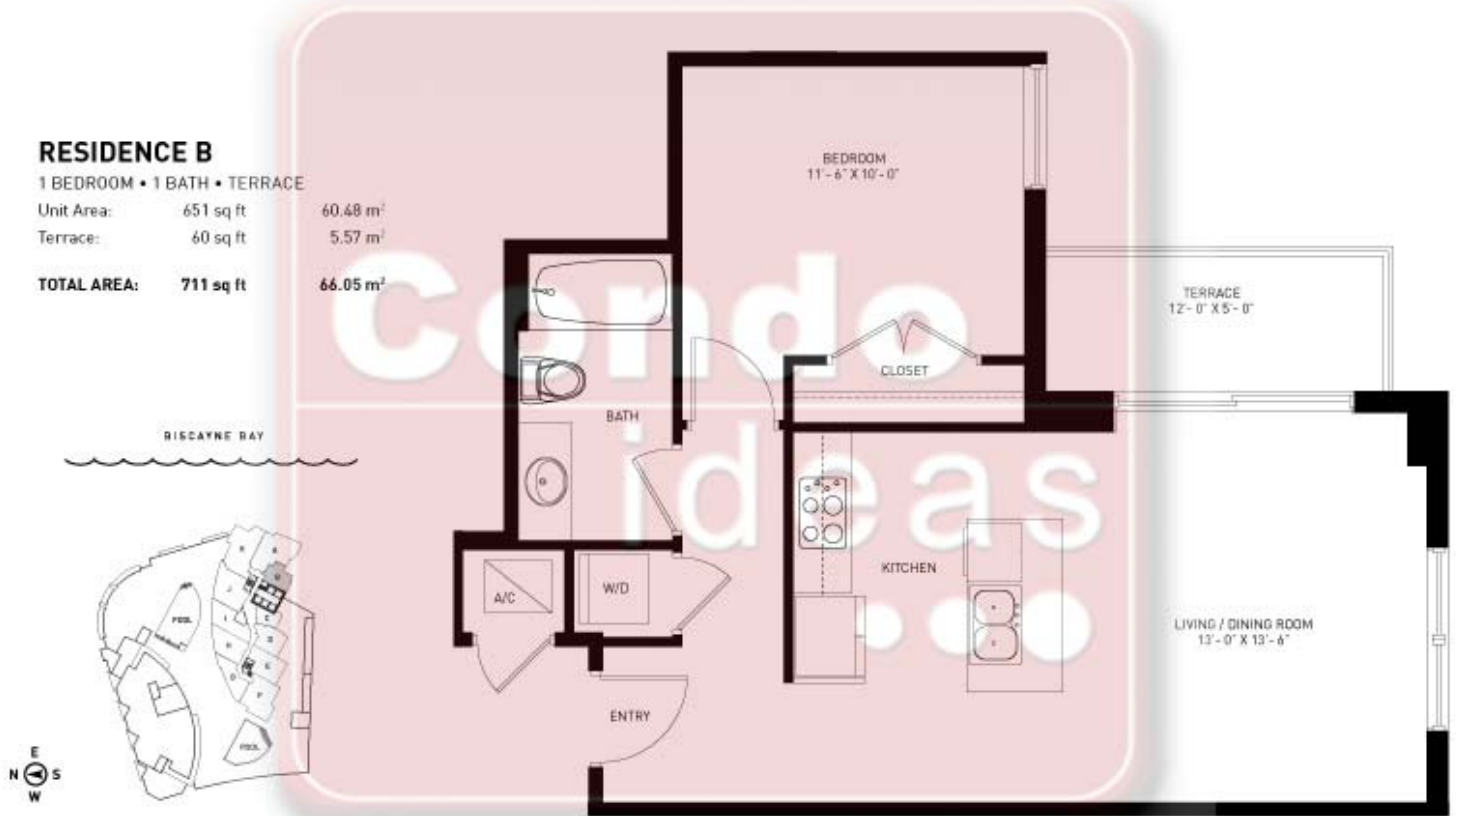 RESIDENCE B
1 BEDROOM • 1 BATH • TERRACE
Unit Area: 651 sq ft 60.48 m²
Terrace: 60 sq ft 5.57 m²
TOTAL AREA: 711 sq ft 66.05 m²
BEDROOM
11'- 6" X 10'- 0"
TERRACE
12'- 0" X 5'- 0"
CLOSET
BATH
Condo
ideas
BISCAYNE BAY
KITCHEN
A/C
W/D
LIVING / DINING ROOM
13'- 0" X 13'- 6"
ENTRY
POOL
POOL
E
N S
W